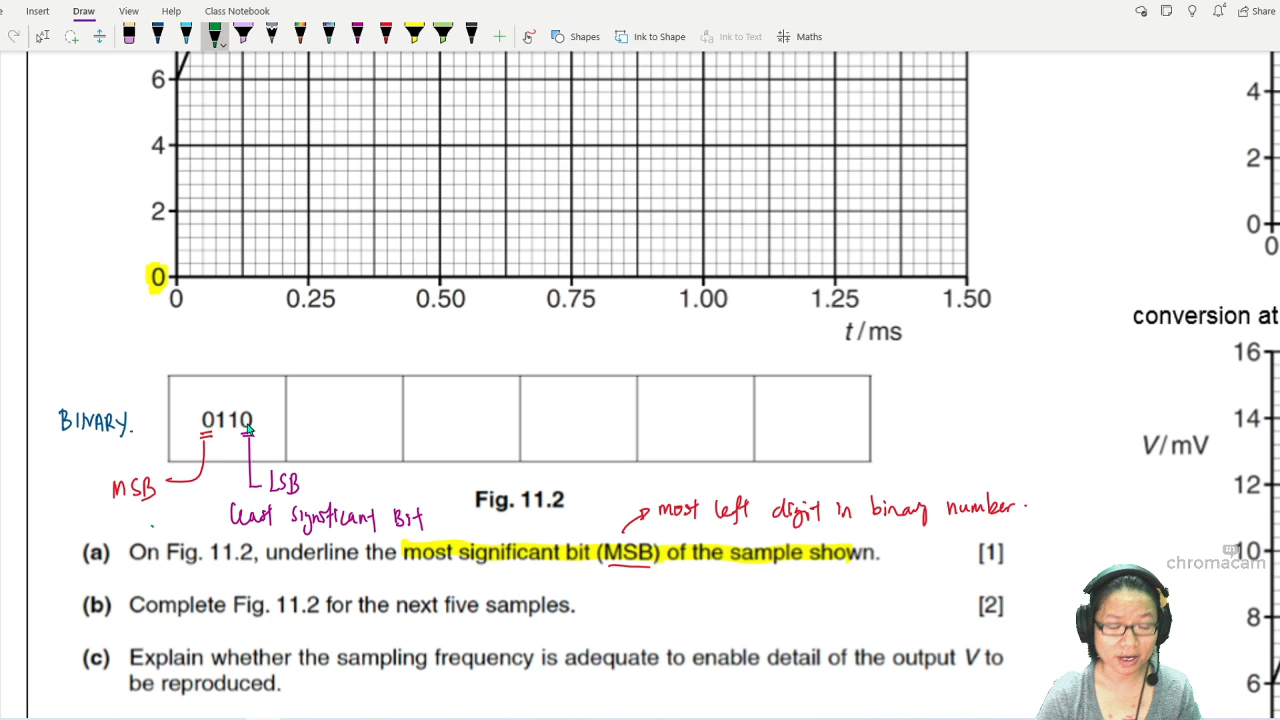 Insert Draw View Help Class Notebook Share
Shapes Ink to Shape Ink to Text Maths
6
4
2
0
0 0.25 0.50 0.75 1.00 1.25 1.50
t/ms
4
2
0
0
conversion at
16
14
V/mV
12
10
8
6
BINARY.
0110
MSB
LSB
Least Significant Bit
Fig. 11.2
most left digit in binary number.
(a) On Fig. 11.2, underline the most significant bit (MSB) of the sample shown. [1]
(b) Complete Fig. 11.2 for the next five samples. [2]
(c) Explain whether the sampling frequency is adequate to enable detail of the output V to
be reproduced.
chromacam